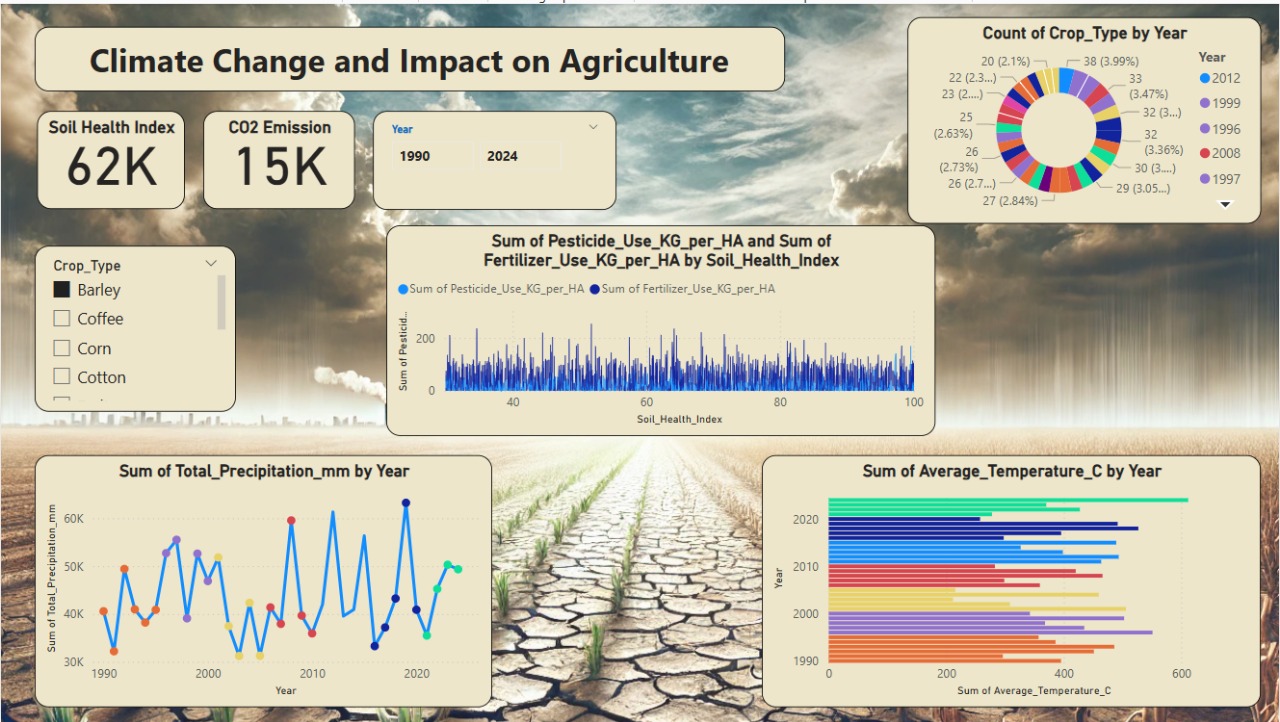 Climate Change and Impact on Agriculture
Soil Health Index
62K
CO2 Emission
15K
Year
1990 2024
Count of Crop_Type by Year
20 (2.1%)
38 (3.99%)
22 (2.3...)
33
(3.47%)
23 (2....)
32 (3...)
25
(2.63%)
32
(3.36%)
26
(2.73%)
30 (3....)
26 (2.7...)
29 (3.05...)
27 (2.84%)
Year
2012
1999
1996
2008
1997
Crop_Type
Barley
Coffee
Corn
Cotton
Sum of Pesticide_Use_KG_per_HA and Sum of
Fertilizer_Use_KG_per_HA by Soil_Health_Index
Sum of Pesticide_Use_KG_per_HA Sum of Fertilizer_Use_KG_per_HA
Sum of Pesticid...
200
0
40 60 80 100
Soil_Health_Index
Sum of Total_Precipitation_mm by Year
Sum of Total_Precipitation_mm
60K
50K
40K
30K
1990 2000 2010 2020
Year
Sum of Average_Temperature_C by Year
Year
2020
2010
2000
1990
0 200 400 600
Sum of Average_Temperature_C